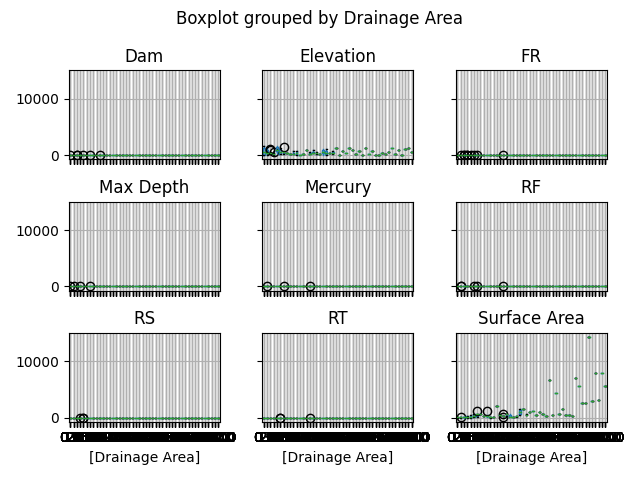 Boxplot grouped by Drainage Area
Dam Elevation FR
10000
0
Max Depth Mercury RF
10000
0
RS RT Surface Area
10000
0
[Drainage Area] [Drainage Area] [Drainage Area]